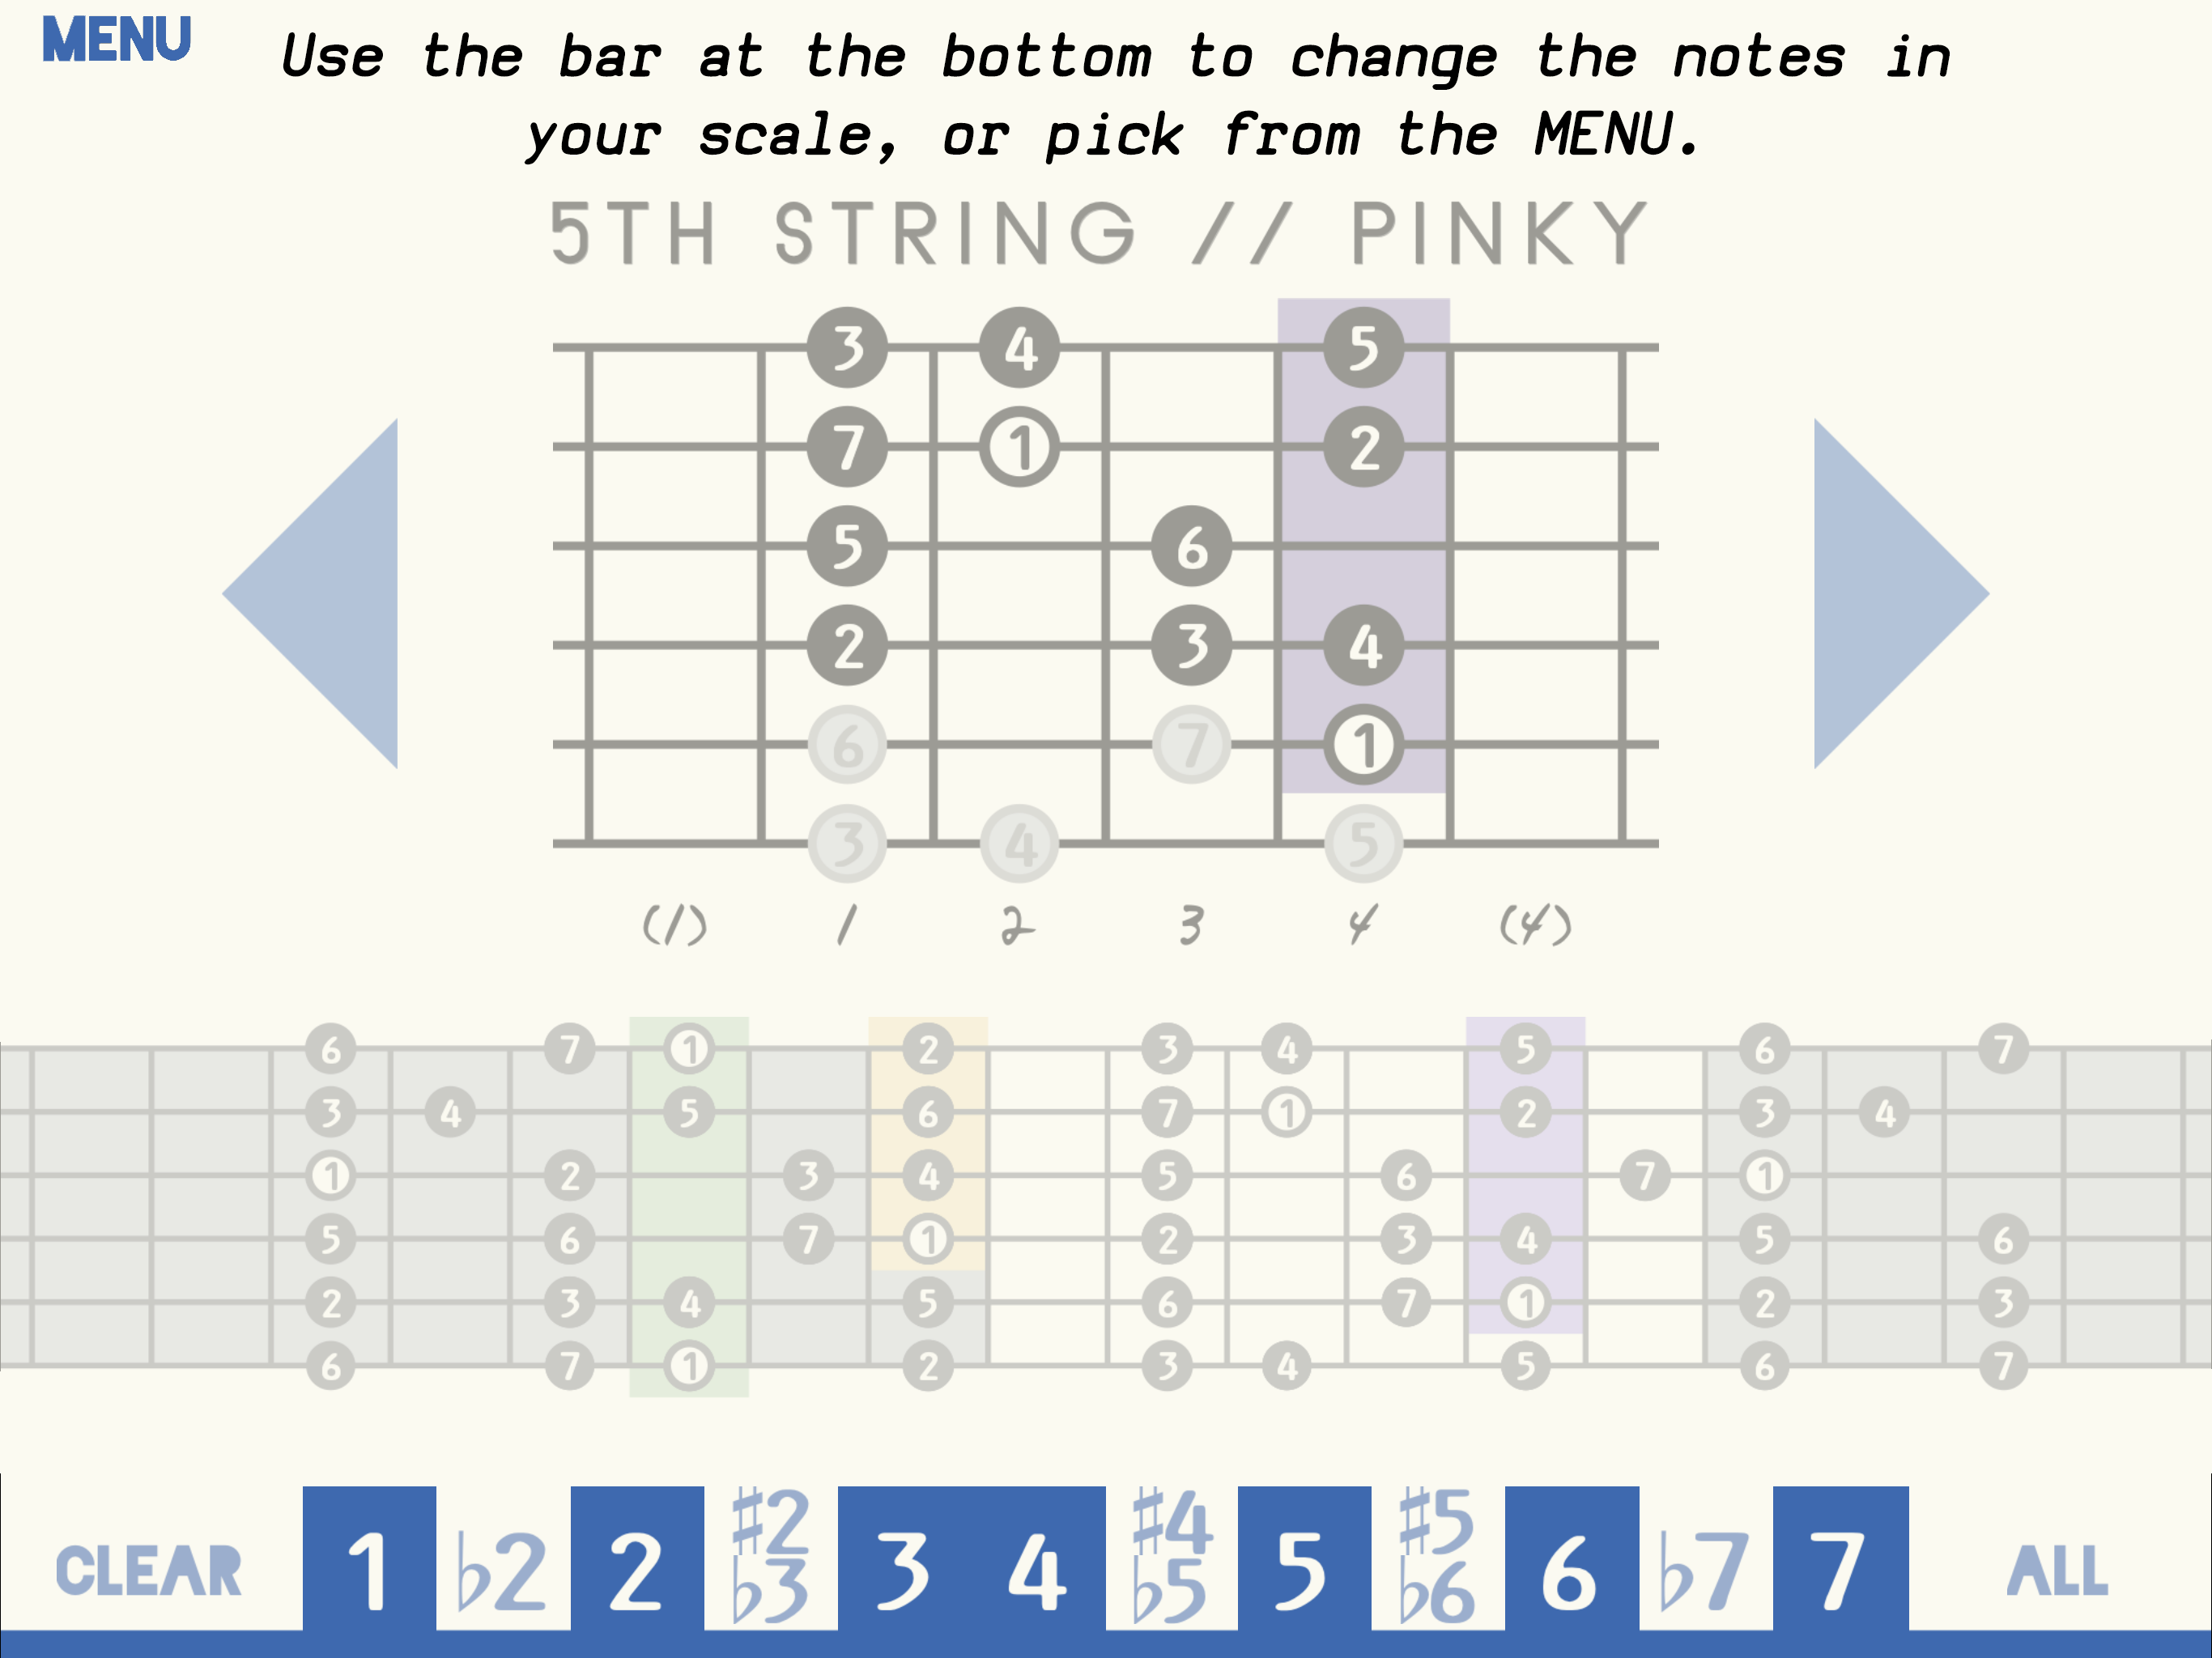 MENU
Use the bar at the bottom to change the notes in
your scale, or pick from the MENU.
5TH STRING // PINKY
3 4 5
7 1 2
5 6
2 3 4
6 7 1
3 4 5
(1) 1 2 3 4 (4)
6 7 1 2 3 4 5 6 7
3 4 5 6 7 1 2 3 4
1 2 3 4 5 6 7 1
5 6 7 1 2 3 4 5 6
2 3 4 5 6 7 1 2 3
6 7 1 2 3 4 5 6 7
CLEAR 1 ♭2 2 ♯2 ♭3 3 4 ♯4 ♭5 5 ♯5 ♭6 6 ♭7 7 ALL